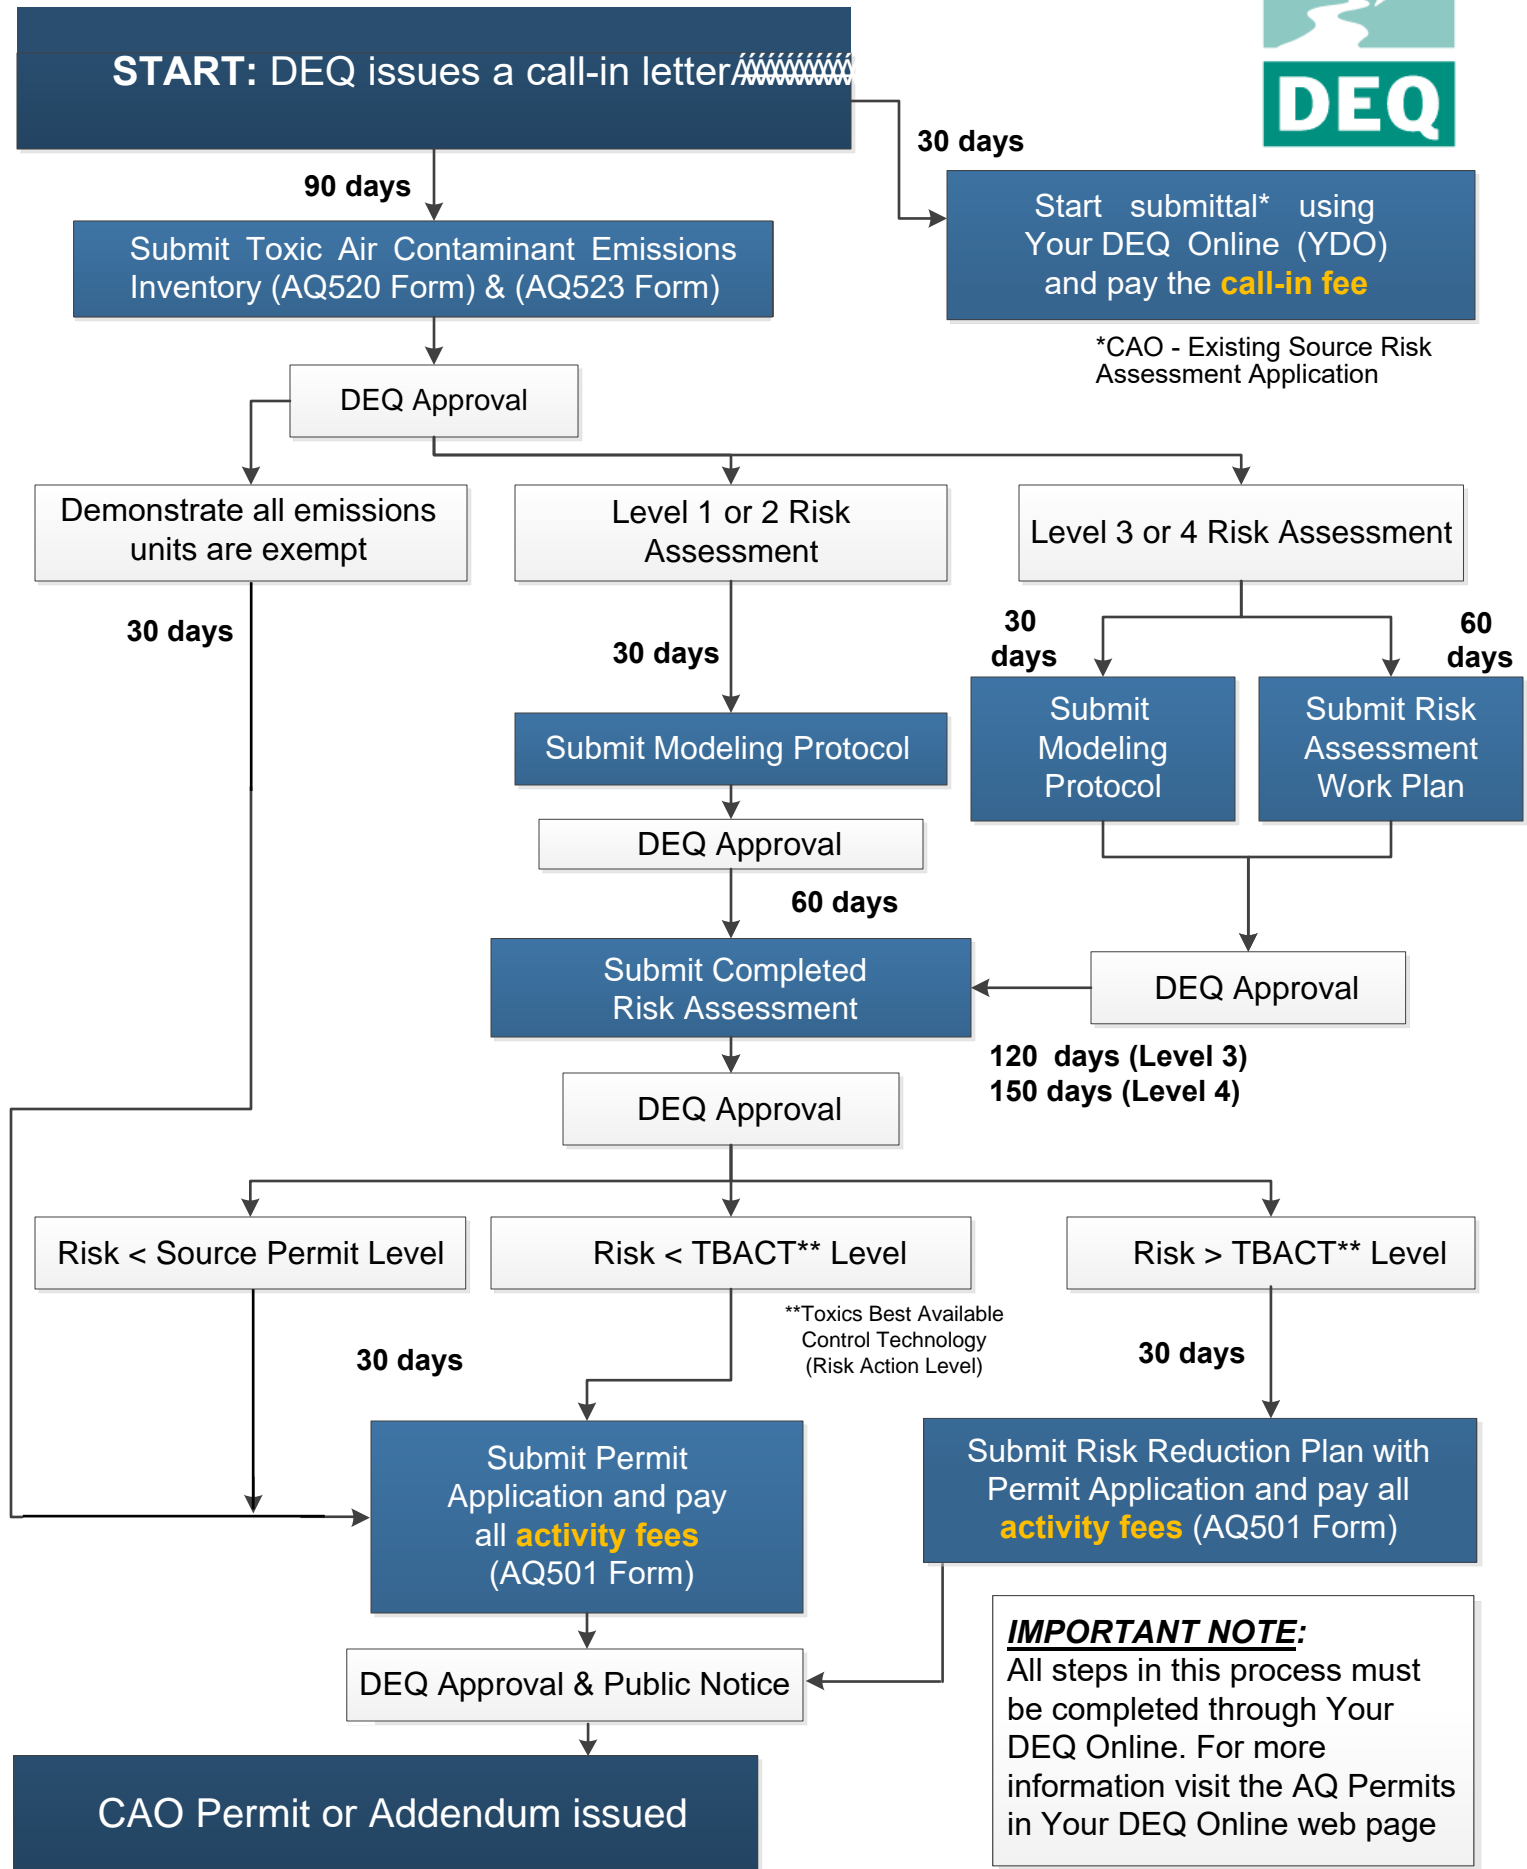 START: DEQ issues a call-in letter
DEQ
30 days
90 days
Start submittal* using
Your DEQ Online (YDO)
and pay the call-in fee
Submit Toxic Air Contaminant Emissions
Inventory (AQ520 Form) & (AQ523 Form)
*CAO - Existing Source Risk
Assessment Application
DEQ Approval
Demonstrate all emissions
units are exempt
Level 1 or 2 Risk
Assessment
Level 3 or 4 Risk Assessment
30 days
30 days
30
days
60
days
Submit Modeling Protocol
Submit
Modeling
Protocol
Submit Risk
Assessment
Work Plan
DEQ Approval
60 days
Submit Completed
Risk Assessment
DEQ Approval
120 days (Level 3)
150 days (Level 4)
DEQ Approval
Risk < Source Permit Level
Risk < TBACT** Level
Risk > TBACT** Level
**Toxics Best Available
Control Technology
(Risk Action Level)
30 days
30 days
Submit Permit
Application and pay
all activity fees
(AQ501 Form)
Submit Risk Reduction Plan with
Permit Application and pay all
activity fees (AQ501 Form)
DEQ Approval & Public Notice
CAO Permit or Addendum issued
IMPORTANT NOTE:
All steps in this process must
be completed through Your
DEQ Online. For more
information visit the AQ Permits
in Your DEQ Online web page